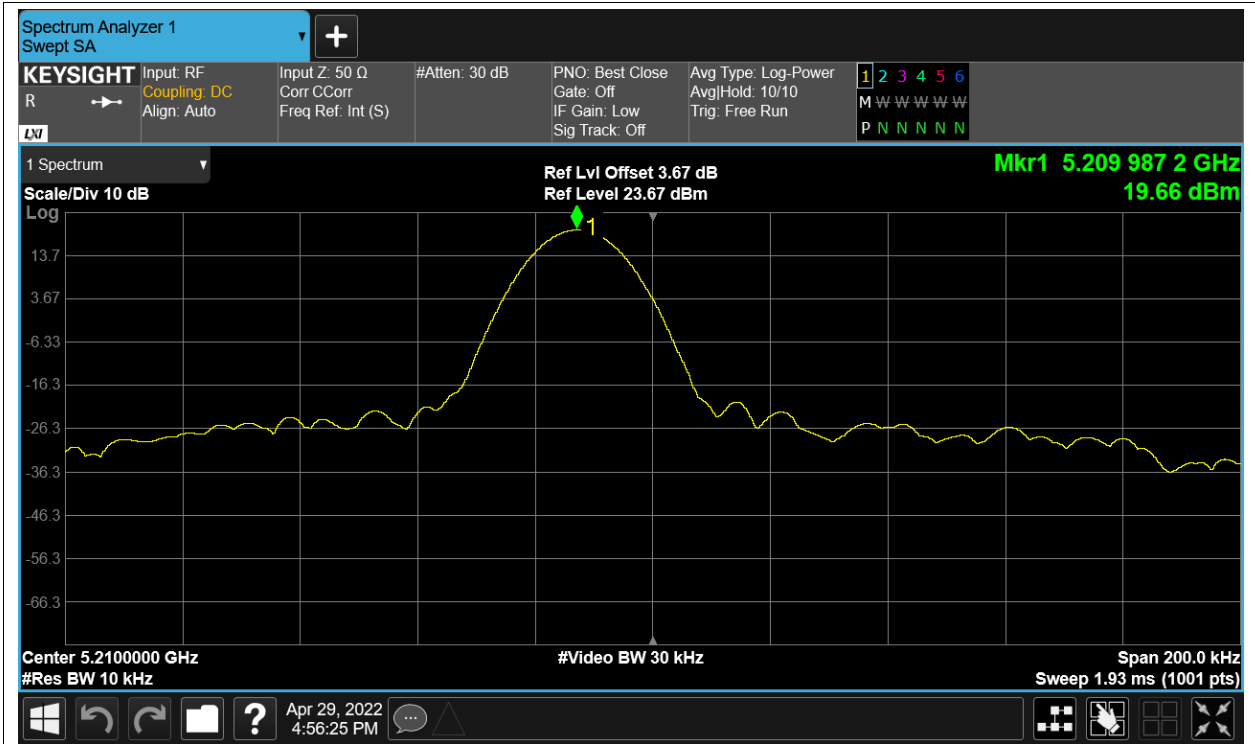 Spectrum Analyzer 1
Swept SA
+
KEYSIGHT
R
LXI
Input: RF
Coupling: DC
Align: Auto
Input Z: 50 Ω
Corr CCorr
Freq Ref: Int (S)
#Atten: 30 dB
PNO: Best Close
Gate: Off
IF Gain: Low
Sig Track: Off
Avg Type: Log-Power
Avg|Hold: 10/10
Trig: Free Run
1 2 3 4 5 6
M W W W W W
P N N N N N
1 Spectrum
Scale/Div 10 dB
Log
Ref Lvl Offset 3.67 dB
Ref Level 23.67 dBm
Mkr1 5.209 987 2 GHz
19.66 dBm
1
13.7
3.67
-6.33
-16.3
-26.3
-36.3
-46.3
-56.3
-66.3
Center 5.2100000 GHz
#Res BW 10 kHz
#Video BW 30 kHz
Span 200.0 kHz
Sweep 1.93 ms (1001 pts)
?
Apr 29, 2022
4:56:25 PM